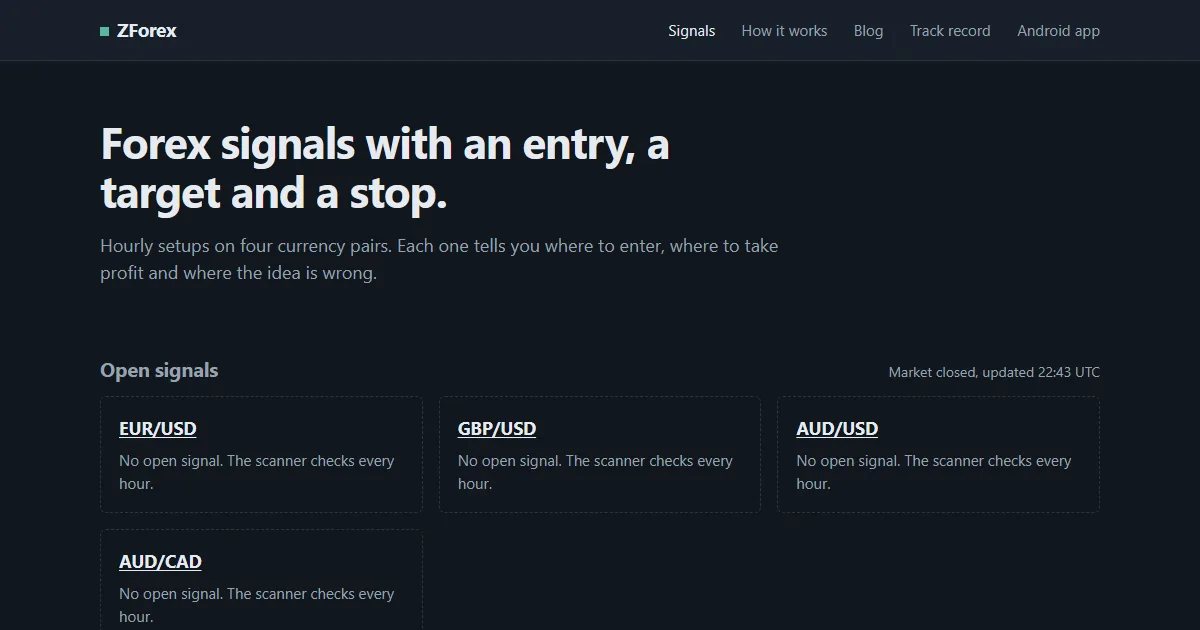 ZForex
Signals
How it works
Blog
Track record
Android app
Forex signals with an entry, a
target and a stop.
Hourly setups on four currency pairs. Each one tells you where to enter, where to take
profit and where the idea is wrong.
Open signals
Market closed, updated 22:43 UTC
EUR/USD
No open signal. The scanner checks every
hour.
GBP/USD
No open signal. The scanner checks every
hour.
AUD/USD
No open signal. The scanner checks every
hour.
AUD/CAD
No open signal. The scanner checks every
hour.